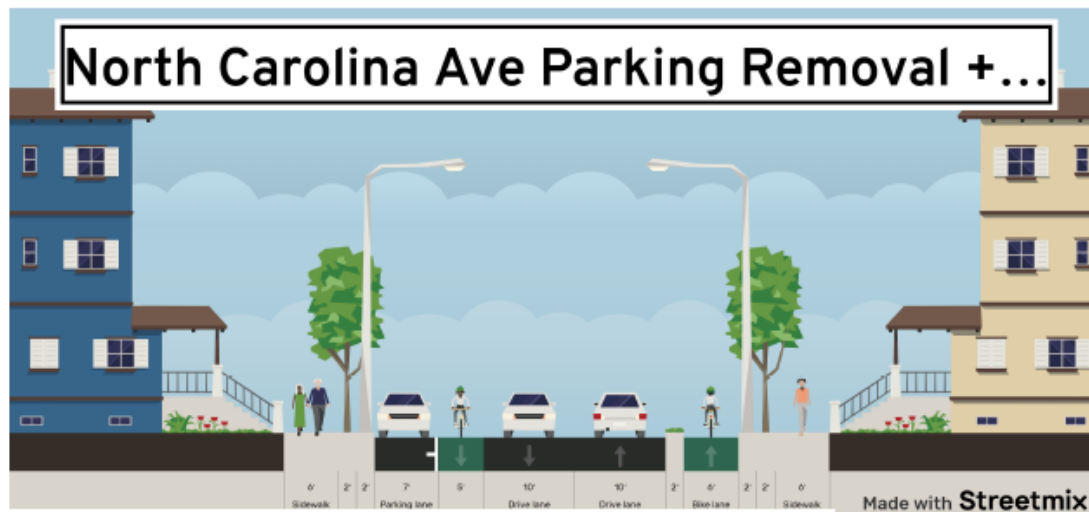 North Carolina Ave Parking Removal +...
6' 2' 2' 7' 5' 10' 10' 2' 6' 2' 2' 6'
Sidewalk Parking lane Drive lane Drive lane Bike lane Sidewalk
Made with Streetmix